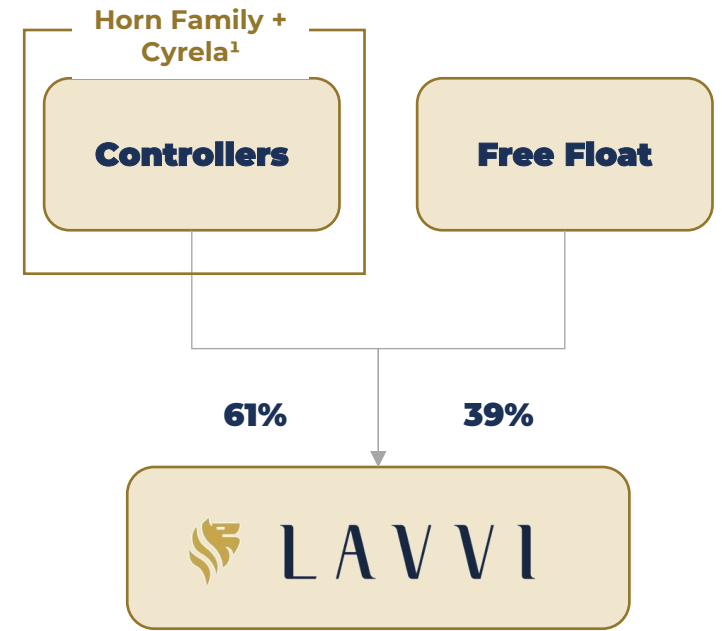 Horn Family +
Cyrela¹
Controllers
Free Float
61%
39%
LAVVI